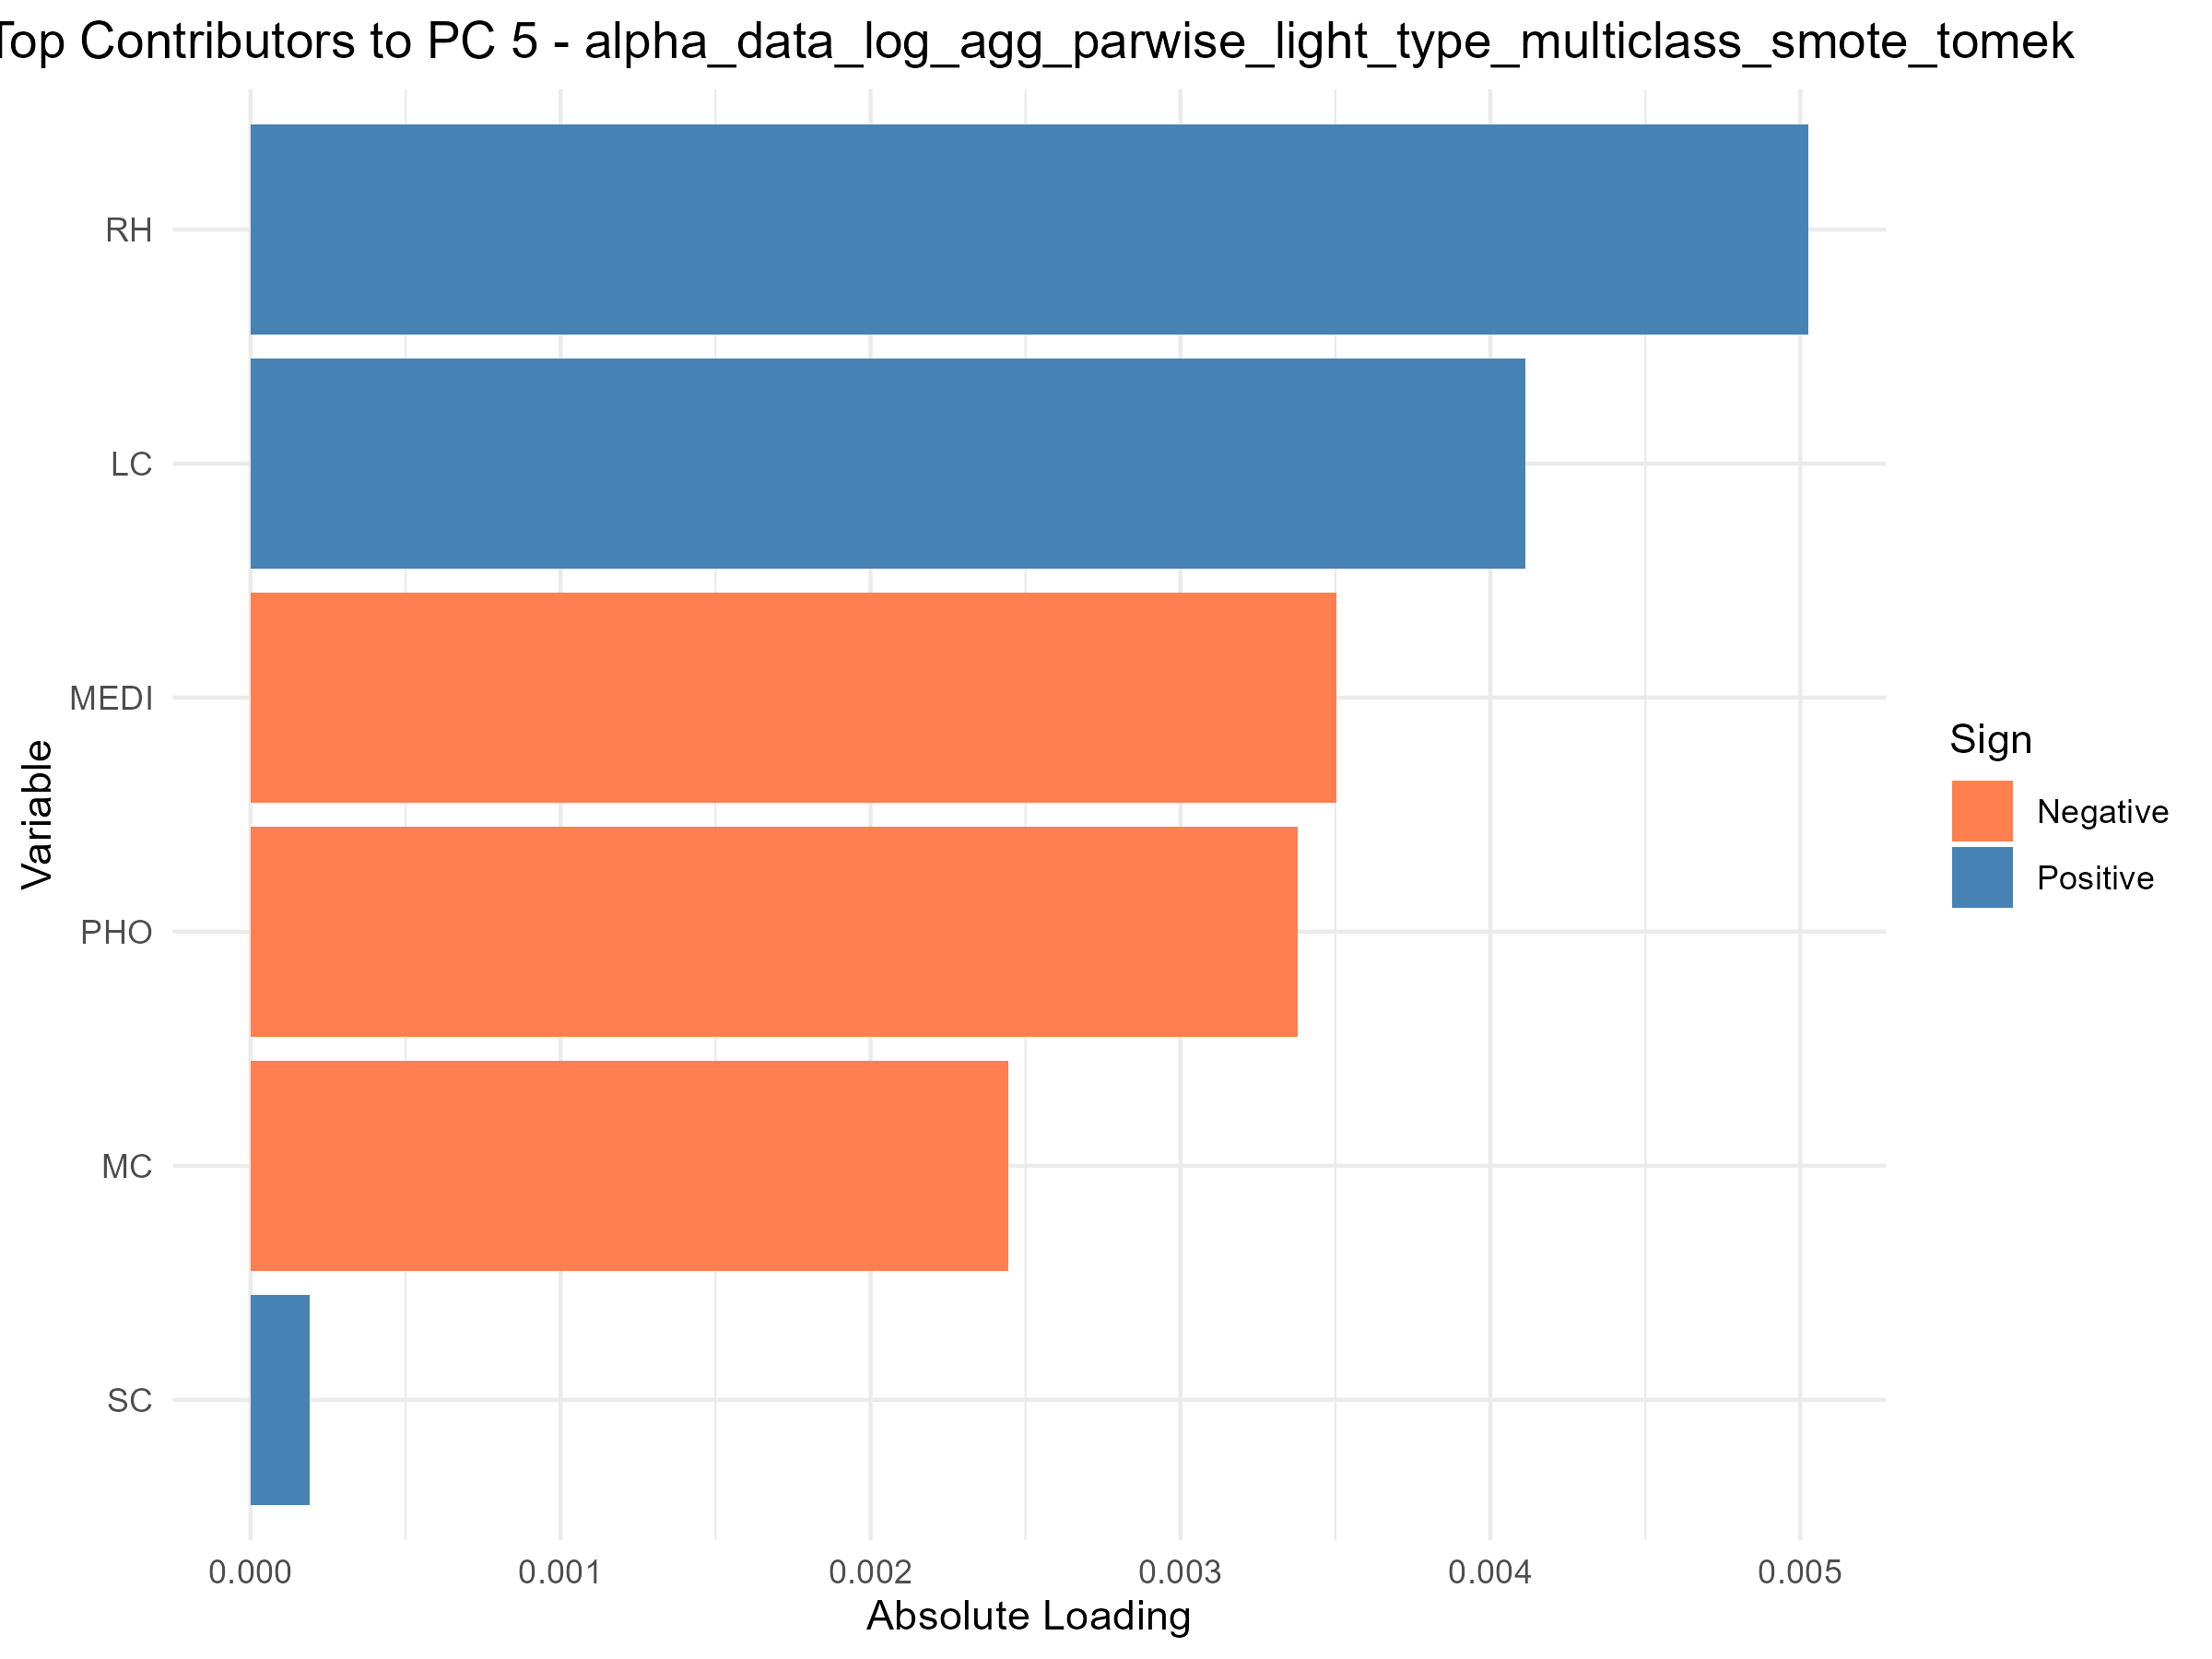 Top Contributors to PC 5 - alpha_data_log_agg_parwise_light_type_multiclass_smote_tomek
RH
LC
MEDI
PHO
MC
SC
Variable
0.000 0.001 0.002 0.003 0.004 0.005
Absolute Loading
Sign
Negative
Positive